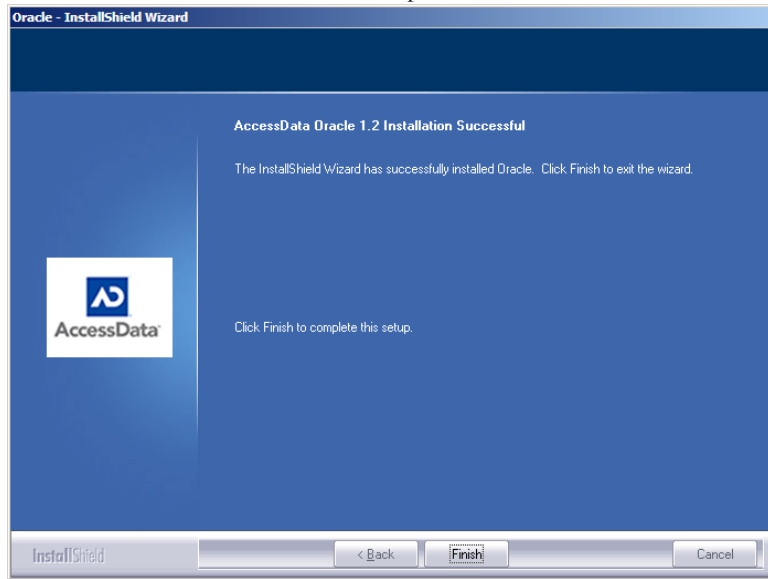 Oracle - InstallShield Wizard
AccessData Oracle 1.2 Installation Successful
The InstallShield Wizard has successfully installed Oracle. Click Finish to exit the wizard.
AccessData
Click Finish to complete this setup.
InstallShield
< Back
Finish
Cancel